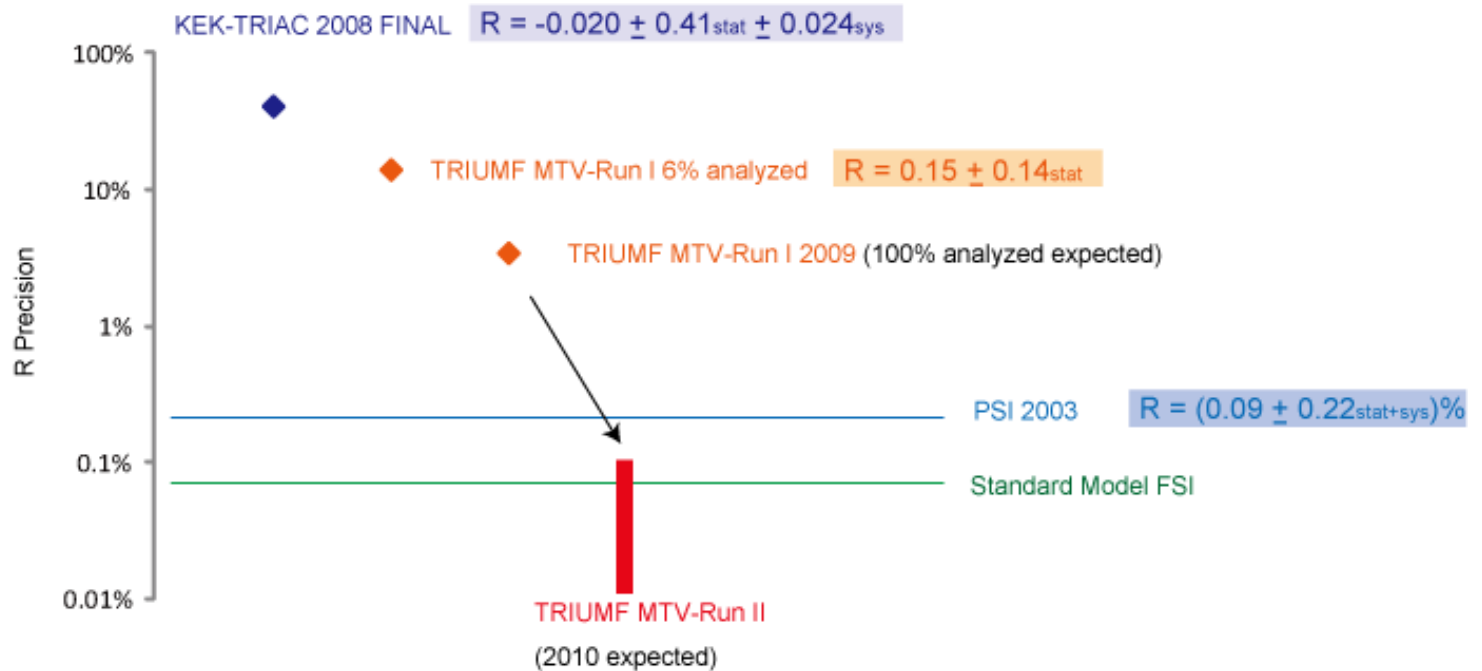 KEK-TRIAC 2008 FINAL R = -0.020 ± 0.41stat ± 0.024sys
100%
TRIUMF MTV-Run I 6% analyzed R = 0.15 ± 0.14stat
10%
TRIUMF MTV-Run I 2009 (100% analyzed expected)
R Precision
1%
PSI 2003 R = (0.09 ± 0.22stat+sys)%
0.1%
Standard Model FSI
0.01%
TRIUMF MTV-Run II
(2010 expected)